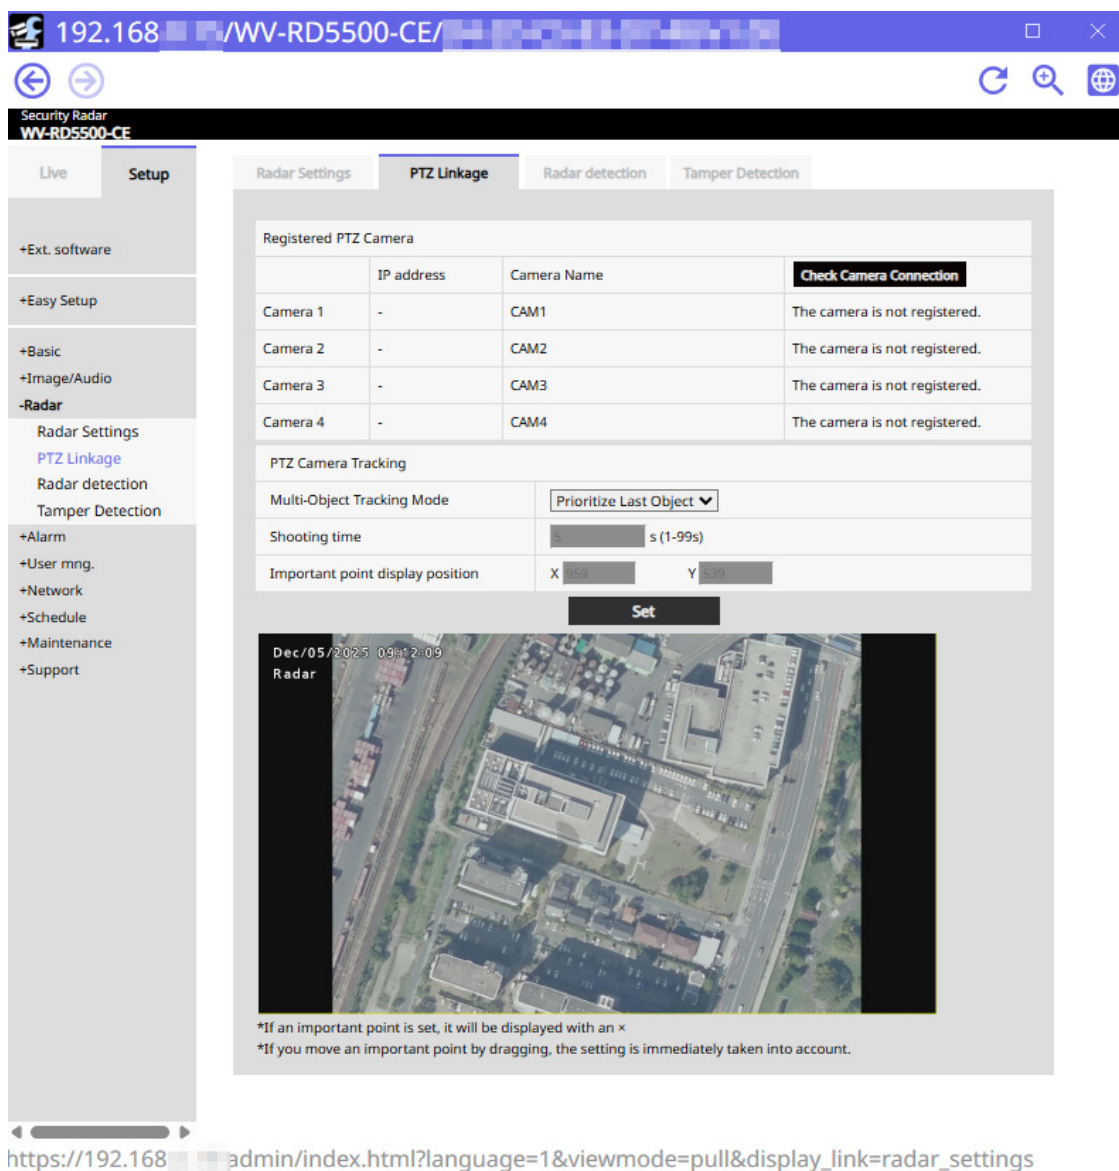 192.168 /WV-RD5500-CE/
Security Radar
WV-RD5500-CE
Live Setup
Radar Settings PTZ Linkage Radar detection Tamper Detection
+Ext. software
+Easy Setup
+Basic
+Image/Audio
-Radar
Radar Settings
PTZ Linkage
Radar detection
Tamper Detection
+Alarm
+User mng.
+Network
+Schedule
+Maintenance
+Support
Registered PTZ Camera
IP address Camera Name Check Camera Connection
Camera 1 - CAM1 The camera is not registered.
Camera 2 - CAM2 The camera is not registered.
Camera 3 - CAM3 The camera is not registered.
Camera 4 - CAM4 The camera is not registered.
PTZ Camera Tracking
Multi-Object Tracking Mode Prioritize Last Object
Shooting time 5 s (1-99s)
Important point display position X 959 Y 539
Set
Dec/05/2025 09:12:09
Radar
*If an important point is set, it will be displayed with an ×
*If you move an important point by dragging, the setting is immediately taken into account.
https://192.168 admin/index.html?language=1&viewmode=pull&display_link=radar_settings